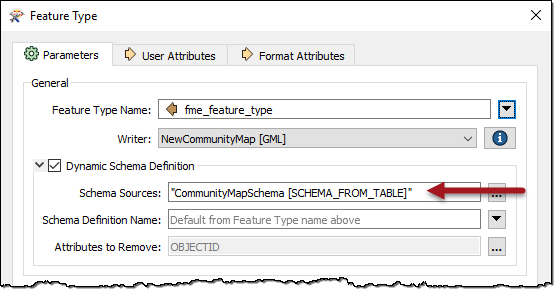 Feature Type
Parameters User Attributes Format Attributes
General
Feature Type Name: fme_feature_type
Writer: NewCommunityMap [GML]
Dynamic Schema Definition
Schema Sources: "CommunityMapSchema [SCHEMA_FROM_TABLE]" ...
Schema Definition Name: Default from Feature Type name above
Attributes to Remove: OBJECTID ...